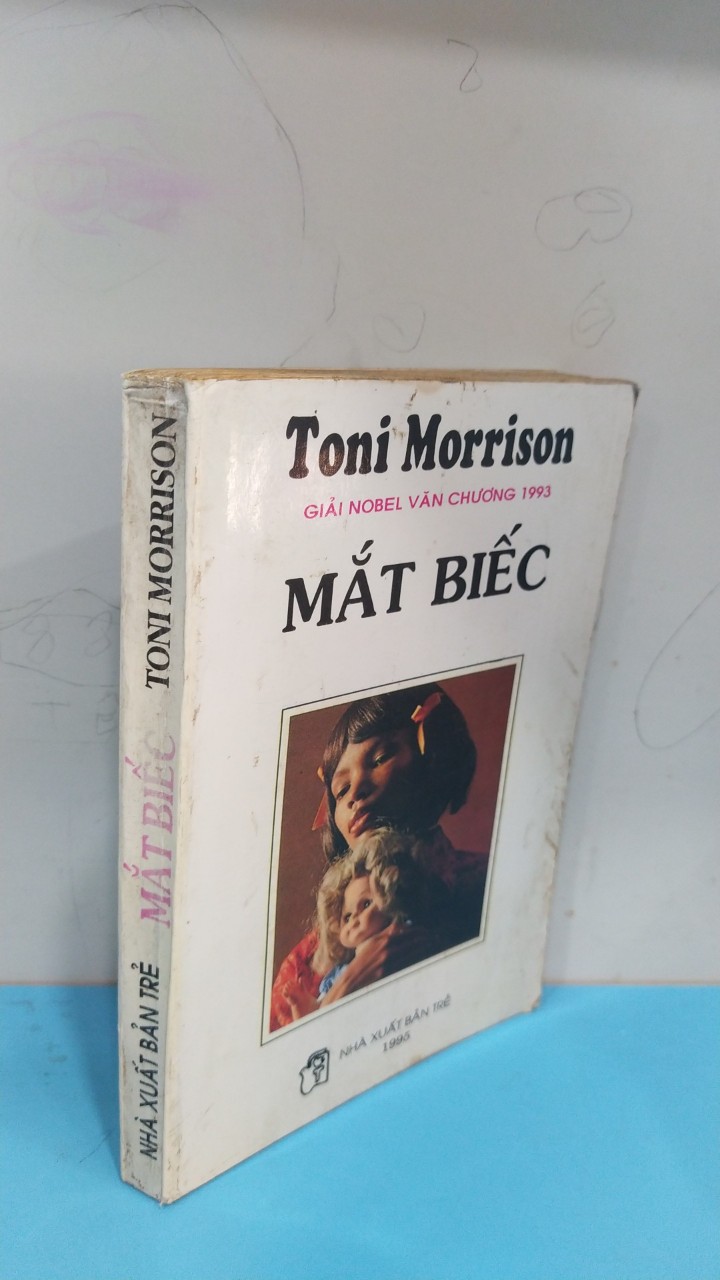 Toni Morrison
GIẢI NOBEL VĂN CHƯƠNG 1993
MẮT BIẾC
NHÀ XUẤT BẢN TRẺ
1995
TONI MORRISON
MẮT BIẾC
NHÀ XUẤT BẢN TRẺ